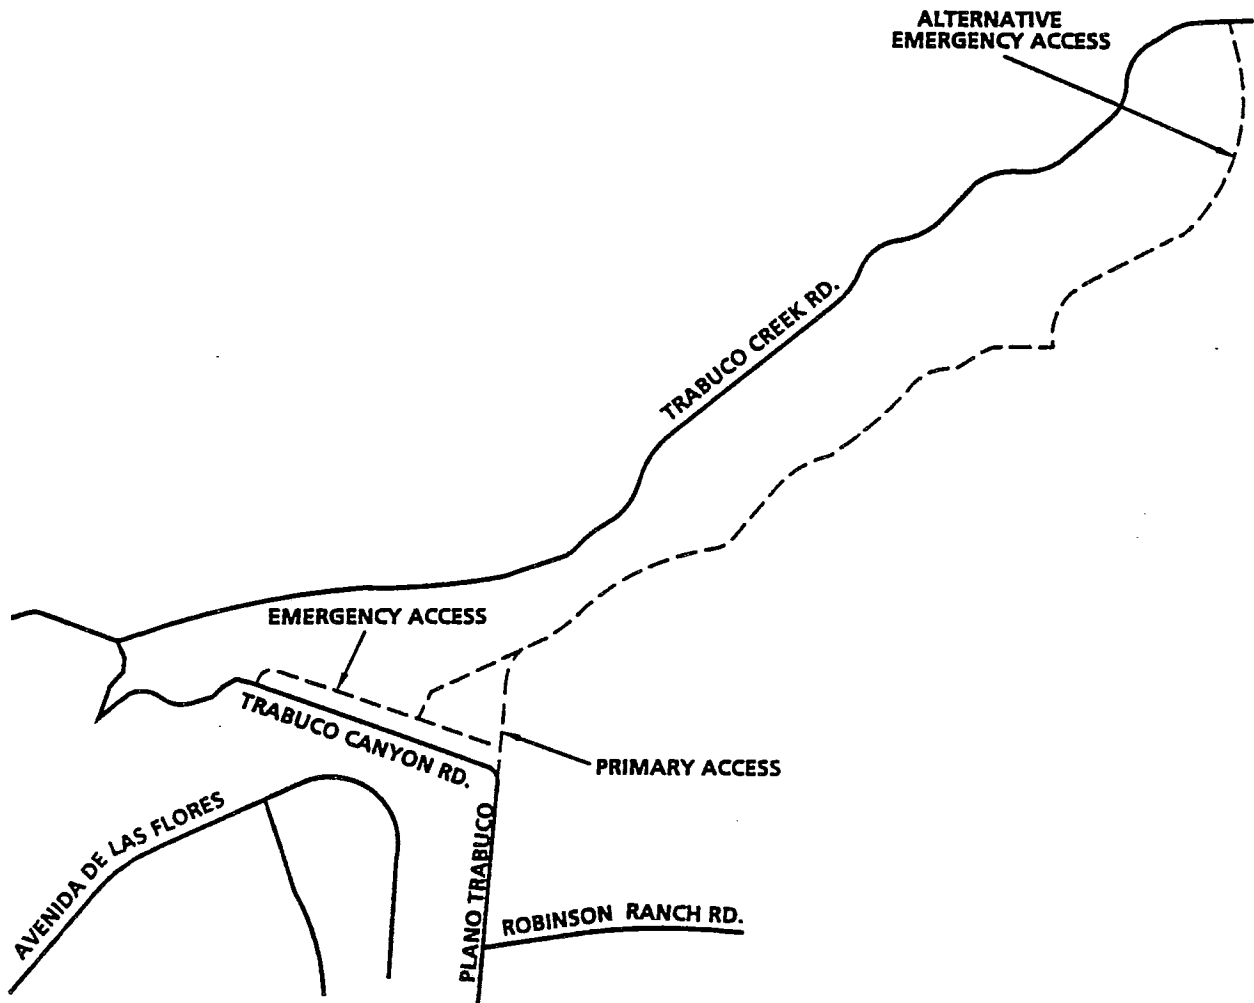 ALTERNATIVE
EMERGENCY ACCESS
TRABUCO CREEK RD.
EMERGENCY ACCESS
TRABUCO CANYON RD.
PRIMARY ACCESS
AVENIDA DE LAS FLORES
PLANO TRABUCO
ROBINSON RANCH RD.